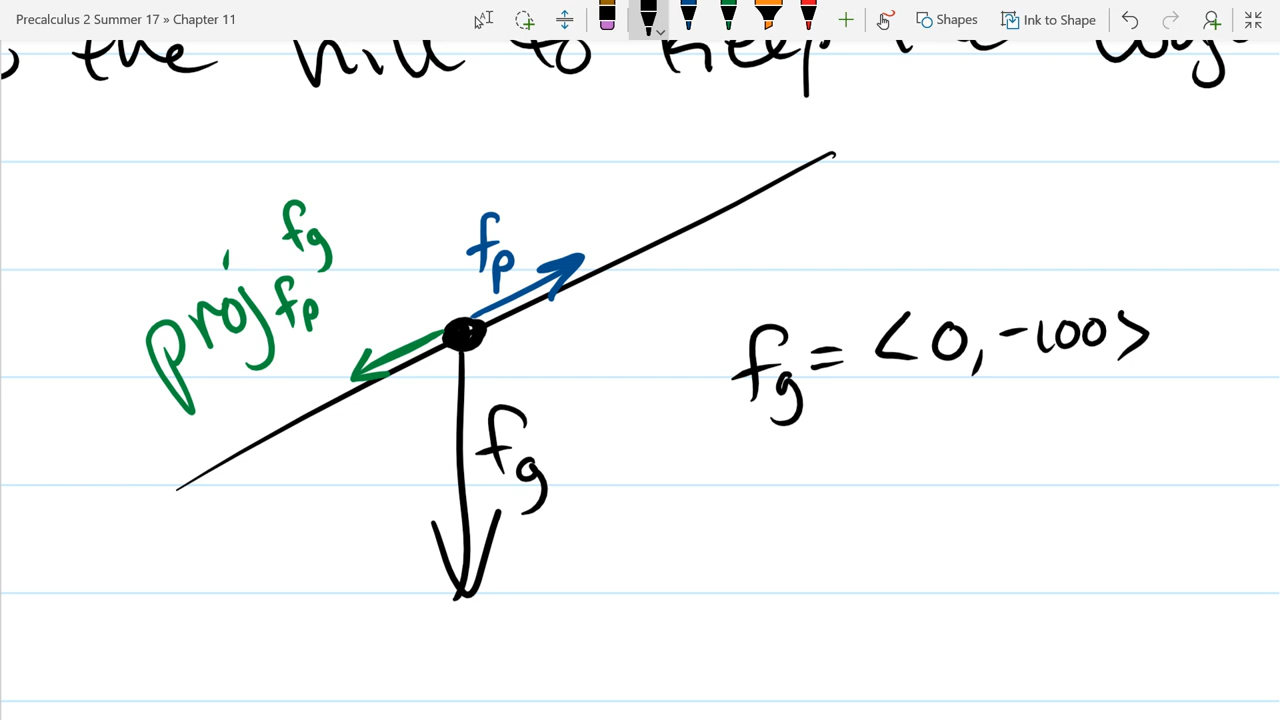 Precalculus 2 Summer 17 » Chapter 11
Shapes
Ink to Shape
the hill to keep
proj fp fg
fp
fg
fg = <0, -100>